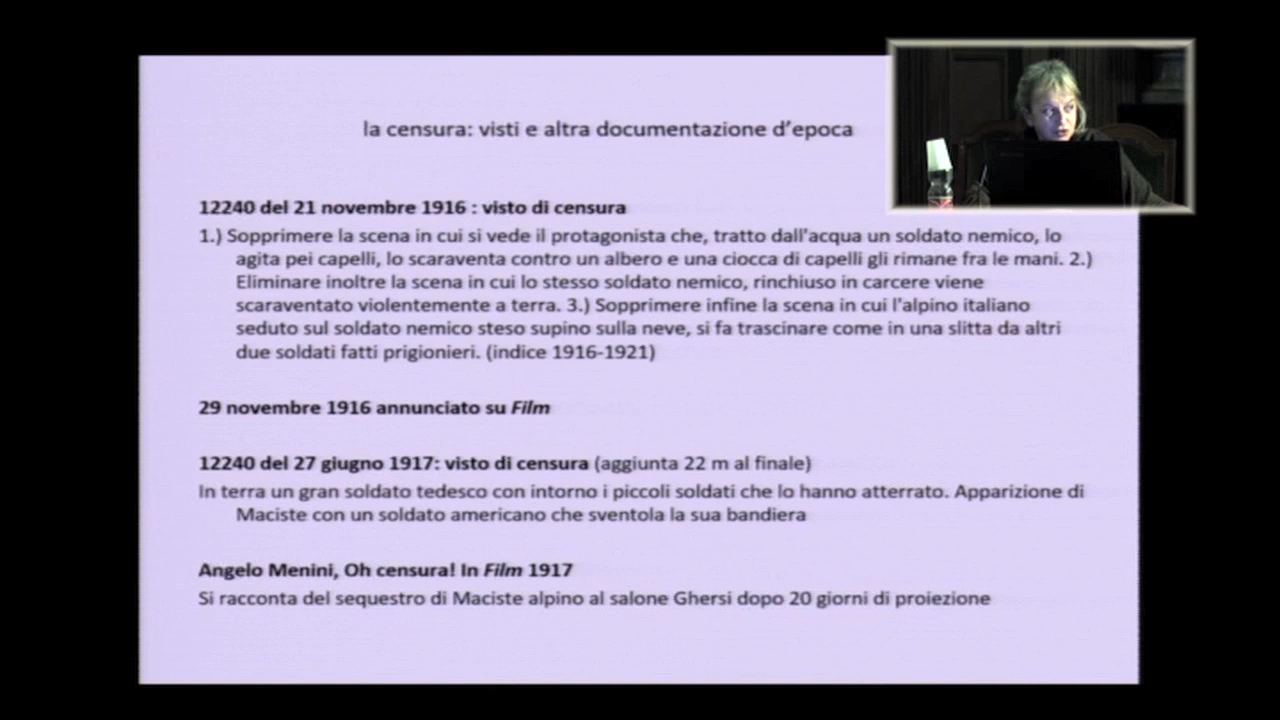 la censura: visti e altra documentazione d'epoca
12240 del 21 novembre 1916 : visto di censura
1.) Sopprimere la scena in cui si vede il protagonista che, tratto dall'acqua un soldato nemico, lo
agita pei capelli, lo scaraventa contro un albero e una ciocca di capelli gli rimane fra le mani. 2.)
Eliminare inoltre la scena in cui lo stesso soldato nemico, rinchiuso in carcere viene
scaraventato violentemente a terra. 3.) Sopprimere infine la scena in cui l'alpino italiano
seduto sul soldato nemico steso supino sulla neve, si fa trascinare come in una slitta da altri
due soldati fatti prigionieri. (indice 1916-1921)
29 novembre 1916 annunciato su Film
12240 del 27 giugno 1917: visto di censura (aggiunta 22 m al finale)
In terra un gran soldato tedesco con intorno i piccoli soldati che lo hanno atterrato. Apparizione di
Maciste con un soldato americano che sventola la sua bandiera
Angelo Menini, Oh censura! In Film 1917
Si racconta del sequestro di Maciste alpino al salone Ghersi dopo 20 giorni di proiezione